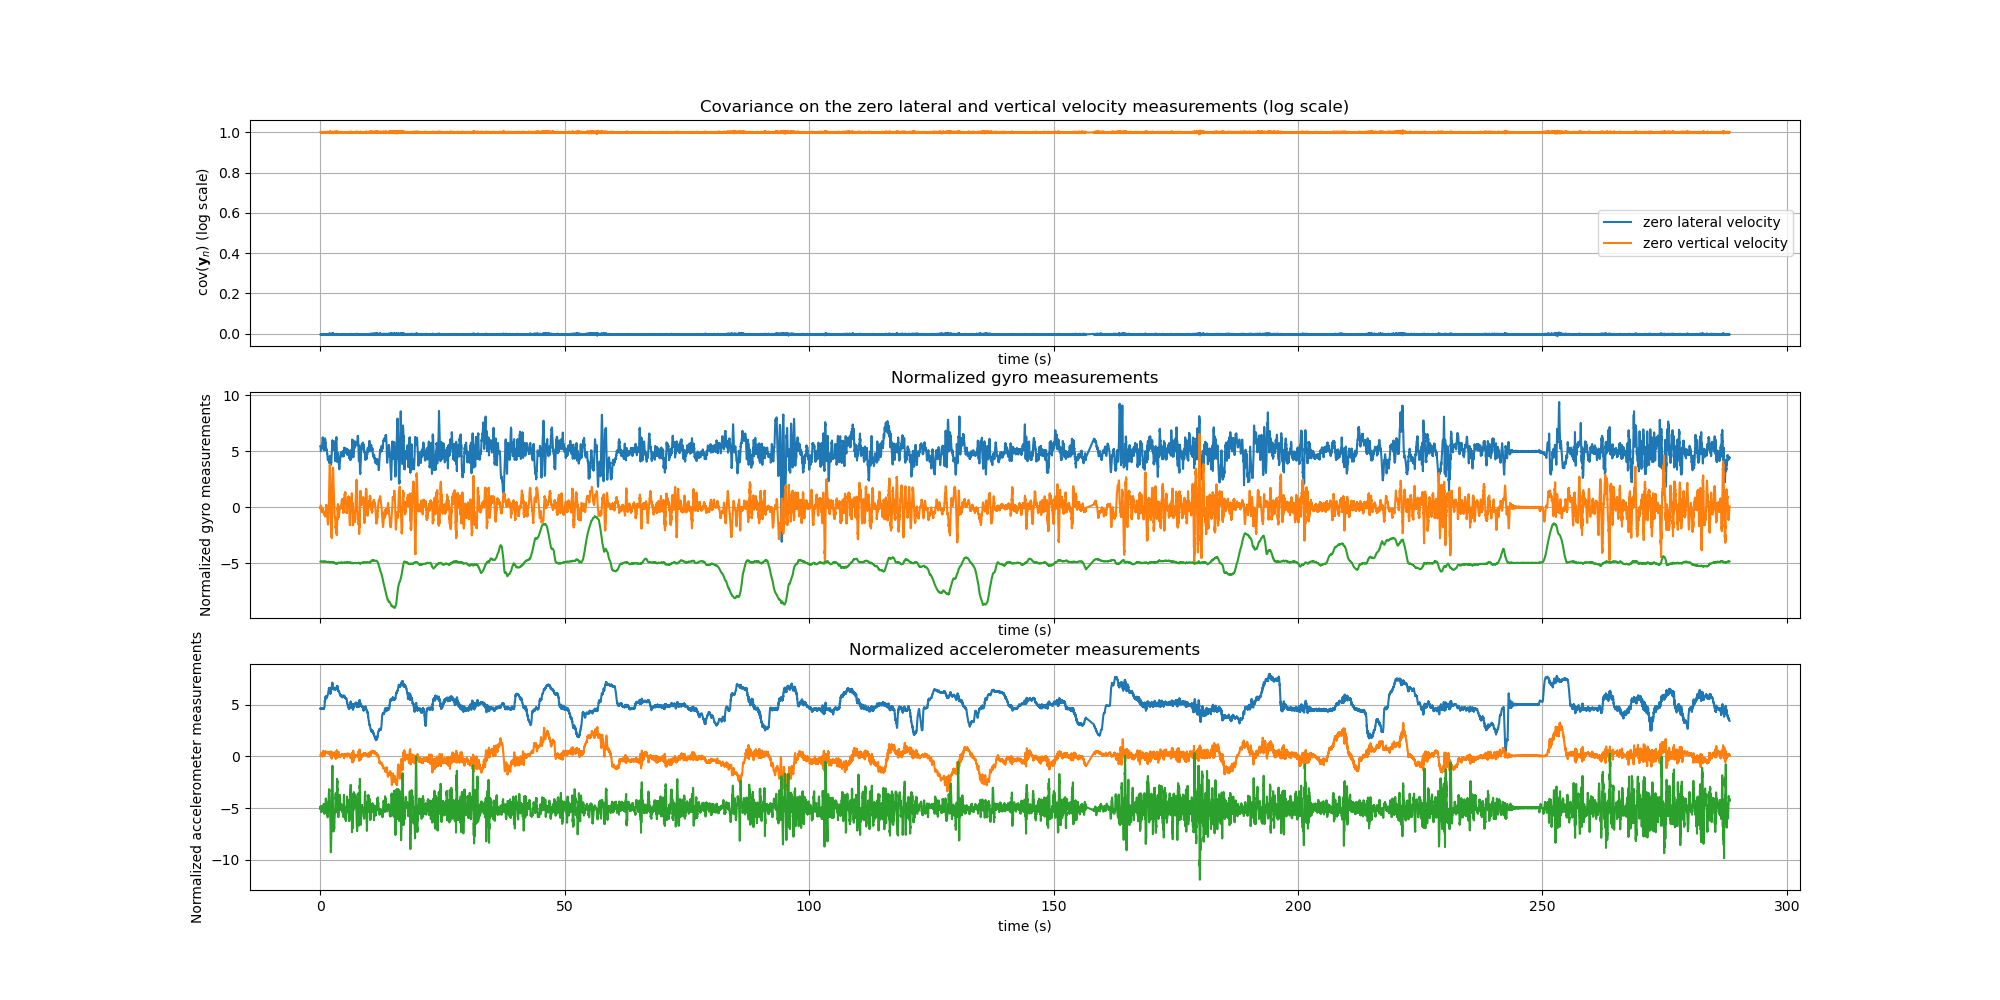 Covariance on the zero lateral and vertical velocity measurements (log scale)
cov(yₙ) (log scale)
1.0
0.8
0.6
0.4
0.2
0.0
zero lateral velocity
zero vertical velocity
time (s)
Normalized gyro measurements
Normalized gyro measurements
10
5
0
−5
time (s)
Normalized accelerometer measurements
Normalized accelerometer measurements
5
0
−5
−10
0 50 100 150 200 250 300
time (s)